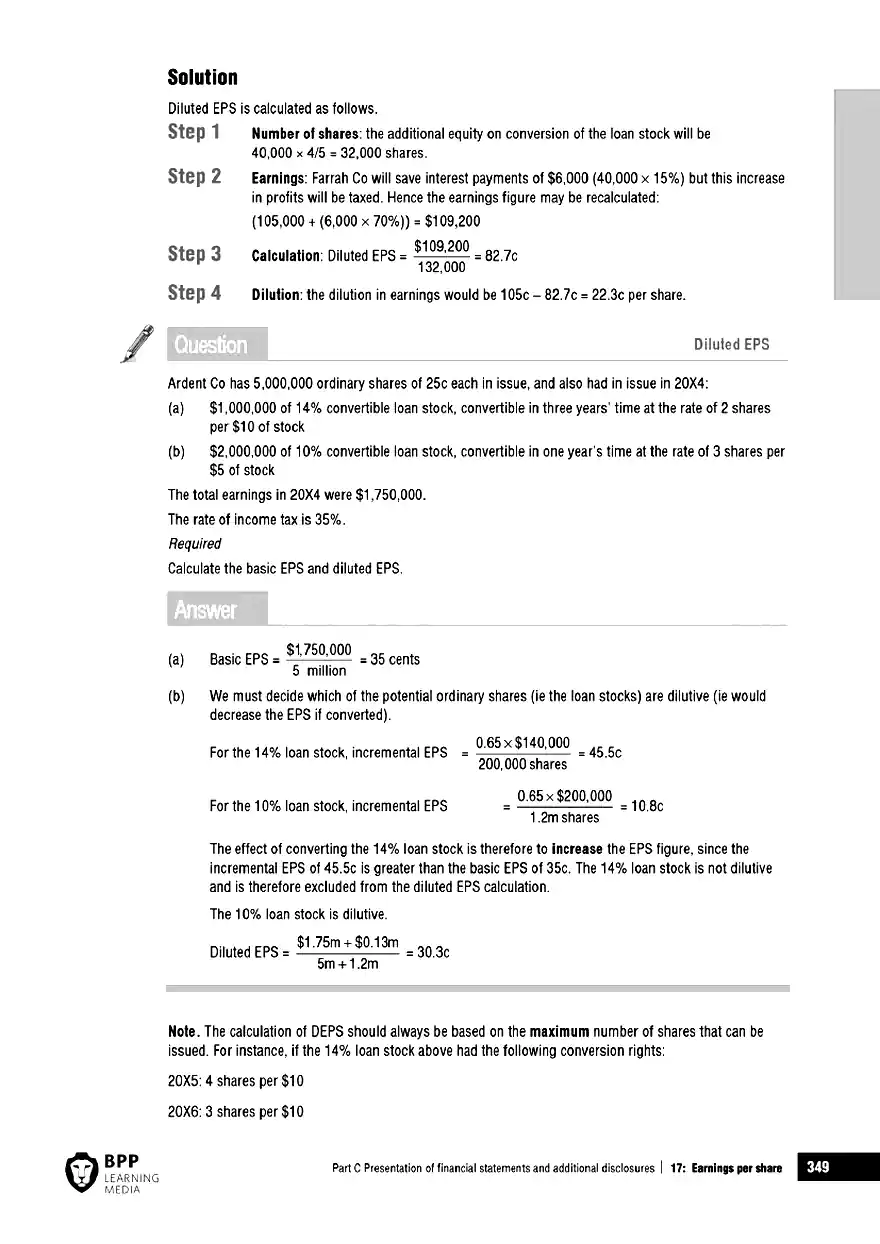 Solution
Diluted EPS is calculated as follows.
Step 1 Number of shares: the additional equity on conversion of the loan stock will be
40,000 × 4/5 = 32,000 shares.
Step 2 Earnings: Farrah Co will save interest payments of $6,000 (40,000 × 15%) but this increase
in profits will be taxed. Hence the earnings figure may be recalculated:
(105,000 + (6,000 × 70%)) = $109,200
Step 3 Calculation: Diluted EPS = $109,200 / 132,000 = 82.7c
Step 4 Dilution: the dilution in earnings would be 105c – 82.7c = 22.3c per share.
Question
Diluted EPS
Ardent Co has 5,000,000 ordinary shares of 25c each in issue, and also had in issue in 20X4:
(a) $1,000,000 of 14% convertible loan stock, convertible in three years' time at the rate of 2 shares
per $10 of stock
(b) $2,000,000 of 10% convertible loan stock, convertible in one year's time at the rate of 3 shares per
$5 of stock
The total earnings in 20X4 were $1,750,000.
The rate of income tax is 35%.
Required
Calculate the basic EPS and diluted EPS.
Answer
(a) Basic EPS = $1,750,000 / 5 million = 35 cents
(b) We must decide which of the potential ordinary shares (ie the loan stocks) are dilutive (ie would
decrease the EPS if converted).
For the 14% loan stock, incremental EPS = 0.65 × $140,000 / 200,000 shares = 45.5c
For the 10% loan stock, incremental EPS = 0.65 × $200,000 / 1.2m shares = 10.8c
The effect of converting the 14% loan stock is therefore to increase the EPS figure, since the
incremental EPS of 45.5c is greater than the basic EPS of 35c. The 14% loan stock is not dilutive
and is therefore excluded from the diluted EPS calculation.
The 10% loan stock is dilutive.
Diluted EPS = $1.75m + $0.13m / 5m + 1.2m = 30.3c
Note. The calculation of DEPS should always be based on the maximum number of shares that can be
issued. For instance, if the 14% loan stock above had the following conversion rights:
20X5: 4 shares per $10
20X6: 3 shares per $10
BPP
LEARNING
MEDIA
Part C Presentation of financial statements and additional disclosures | 17: Earnings per share 349